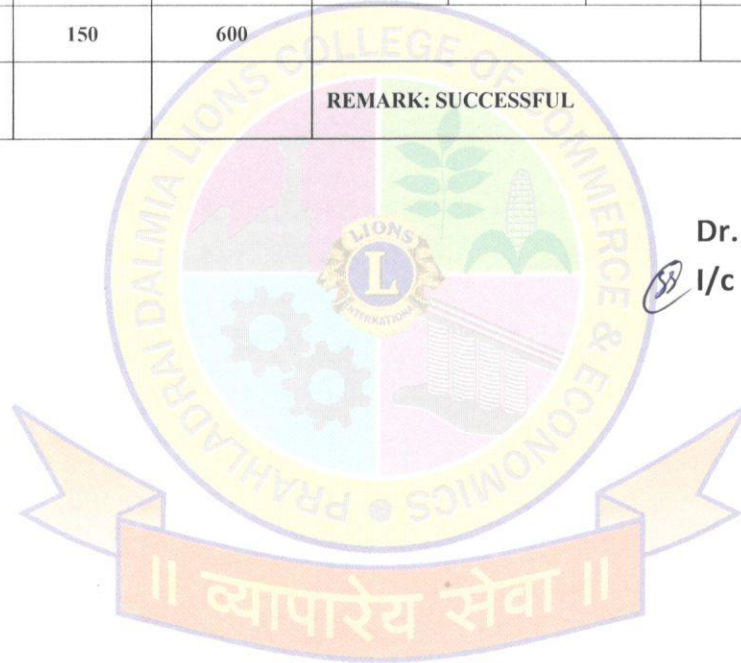 150 600
REMARK: SUCCESSFUL
PRAHLADRAI DALMIA LIONS COLLEGE OF COMMERCE & ECONOMICS
LIONS
L
INTERNATIONAL
Dr.
I/c
॥ व्यापारेय सेवा ॥